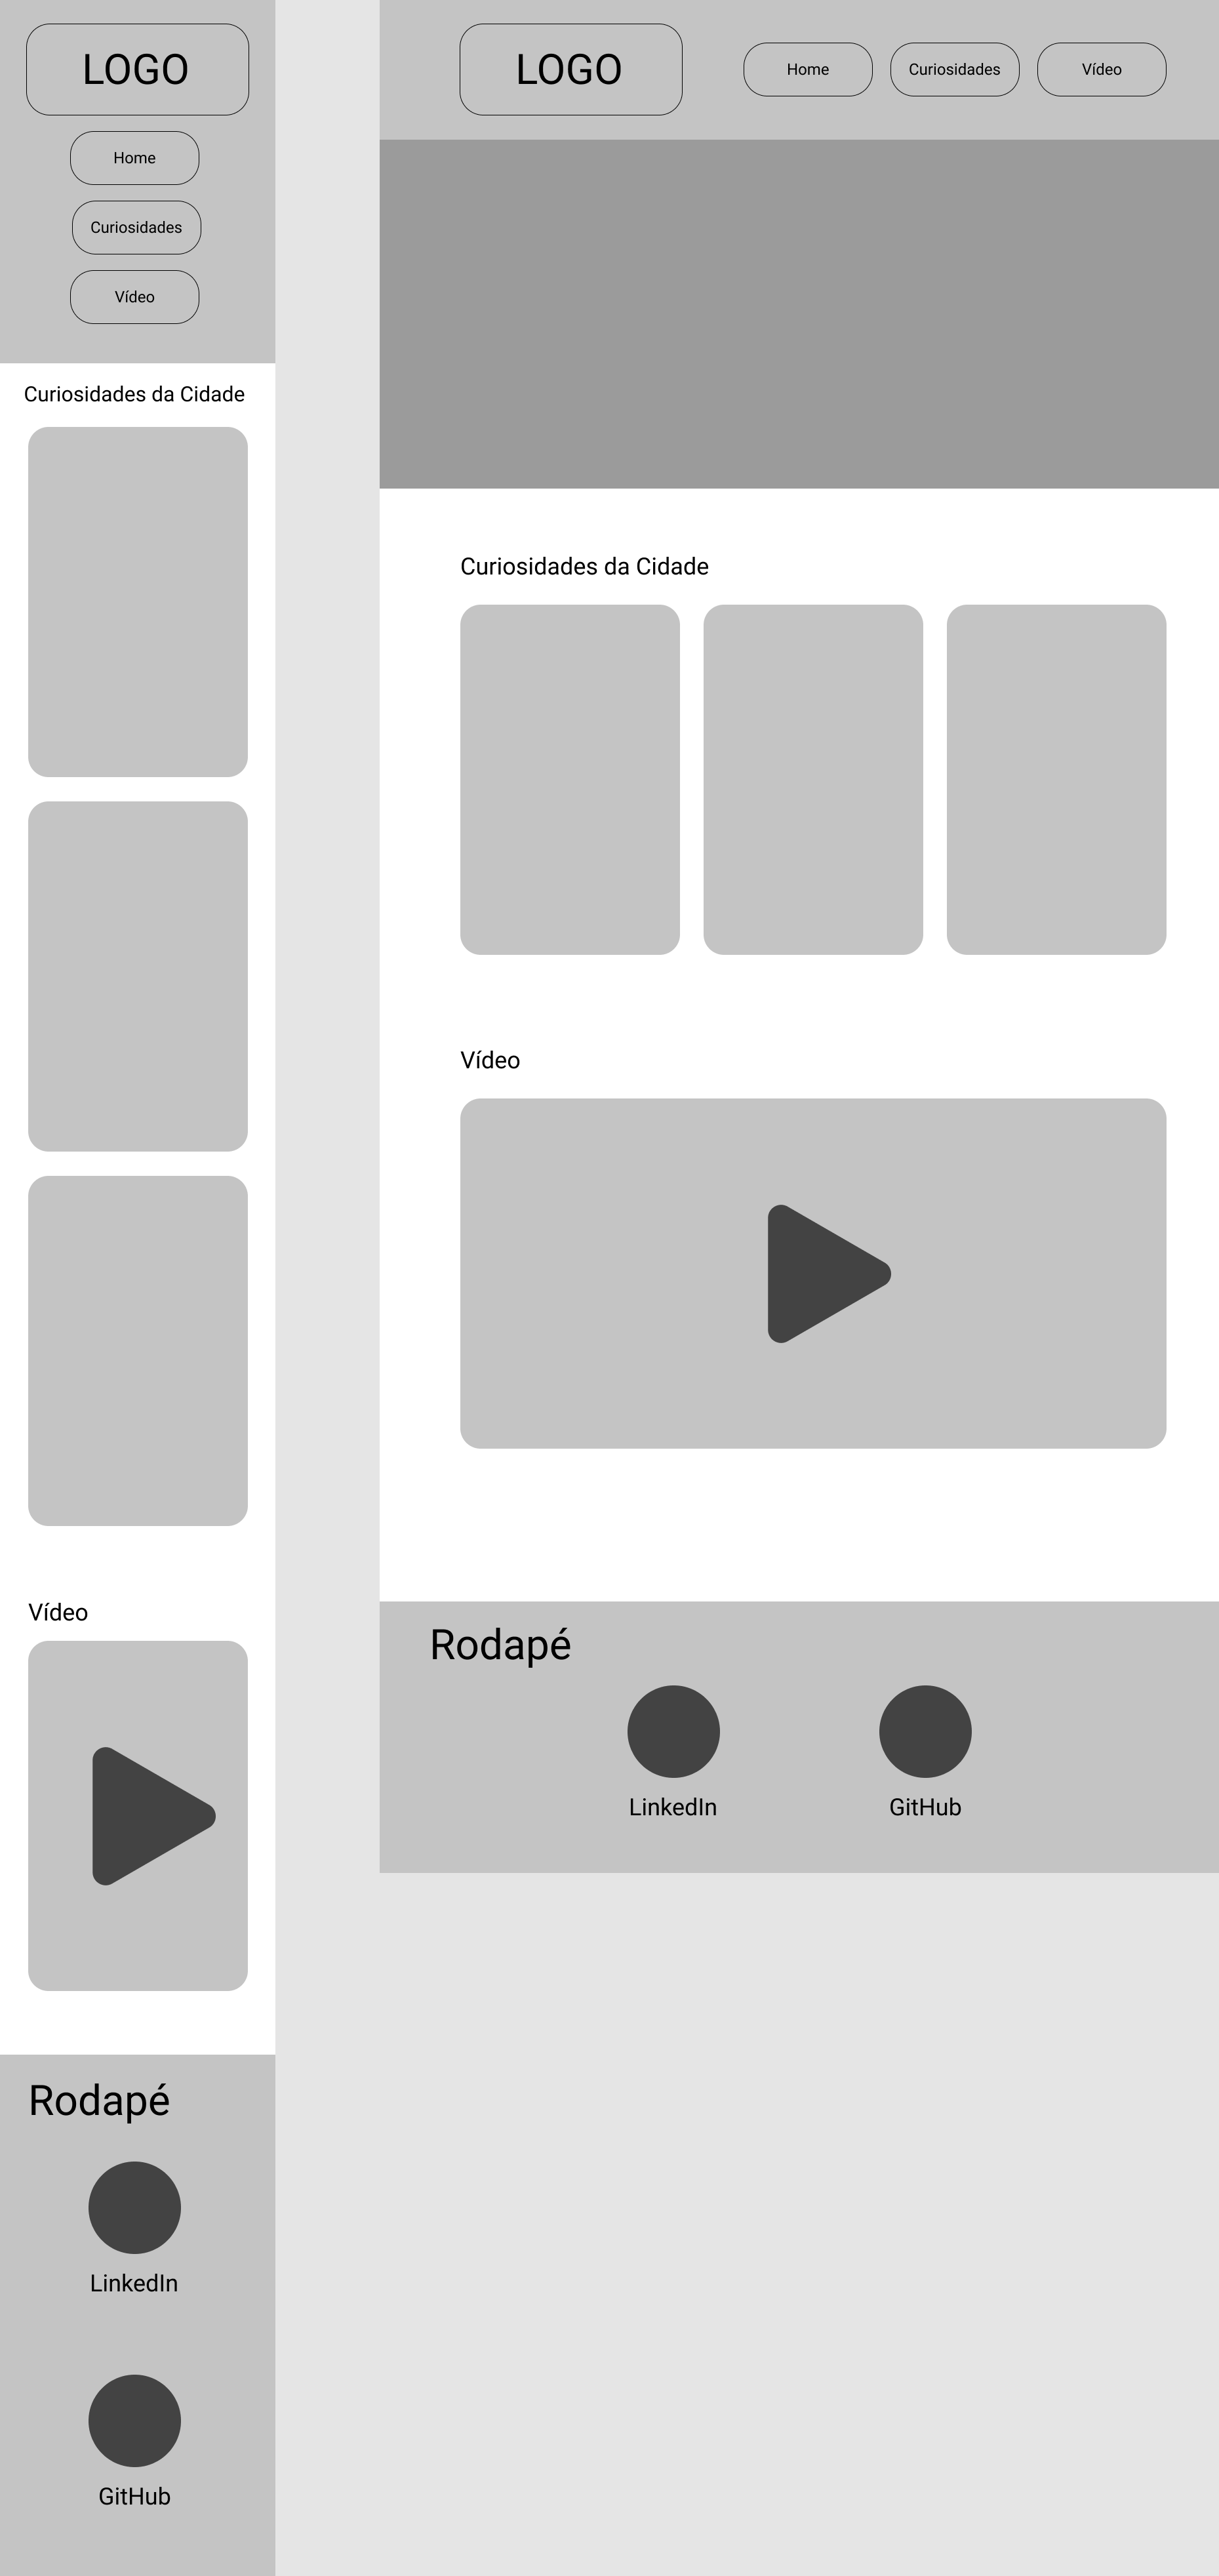 LOGO
Home
Curiosidades
Vídeo
Curiosidades da Cidade
Vídeo
Rodapé
LinkedIn
GitHub
LOGO
Home
Curiosidades
Vídeo
Curiosidades da Cidade
Vídeo
Rodapé
LinkedIn
GitHub